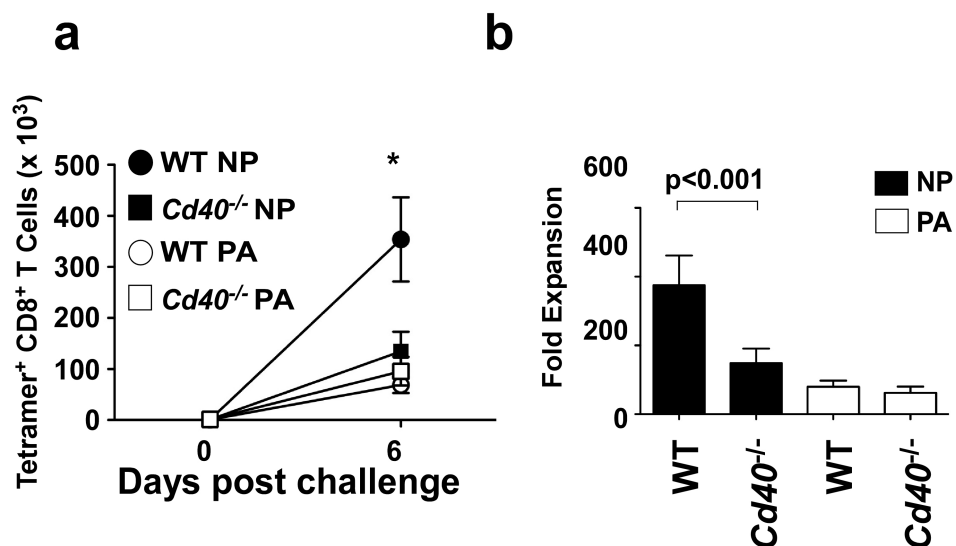 a
Tetramer⁺ CD8⁺ T Cells (x 10³)
500
400
300
200
100
0
WT NP
Cd40⁻/⁻ NP
WT PA
Cd40⁻/⁻ PA
*
0
6
Days post challenge
b
Fold Expansion
600
400
200
0
p<0.001
NP
PA
WT
Cd40⁻/⁻
WT
Cd40⁻/⁻